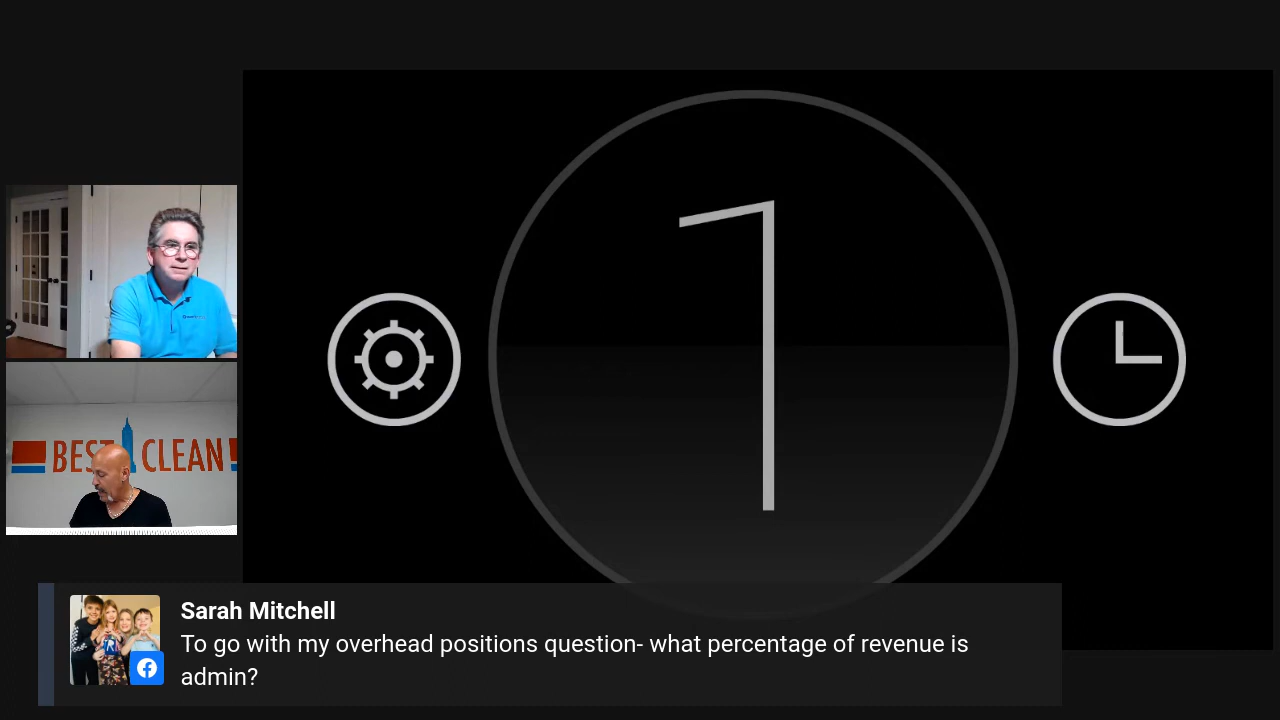 1
BEST CLEAN
Sarah Mitchell
To go with my overhead positions question- what percentage of revenue is
admin?